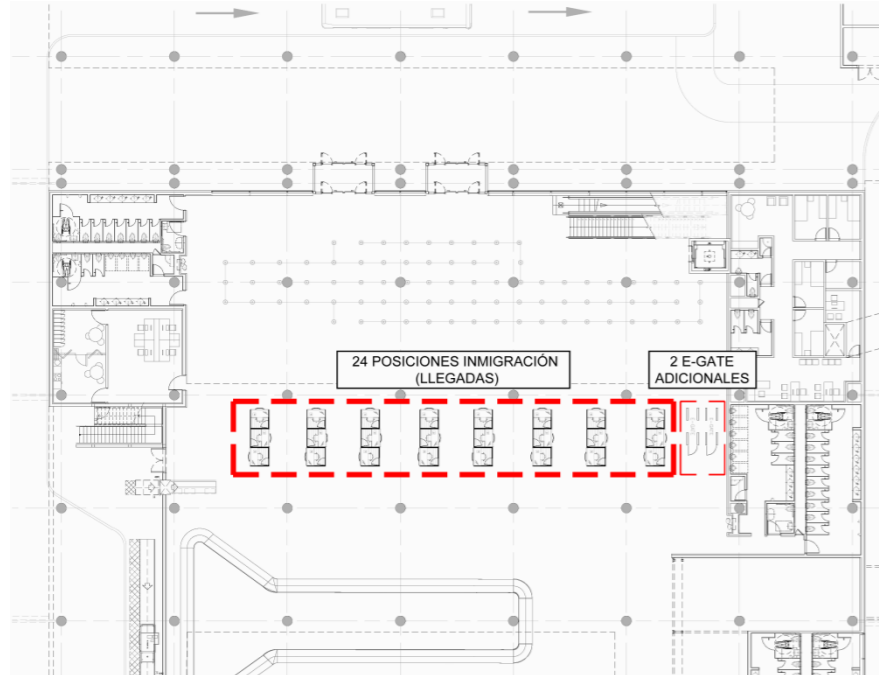 24 POSICIONES INMIGRACIÓN
(LLEGADAS)
2 E-GATE
ADICIONALES